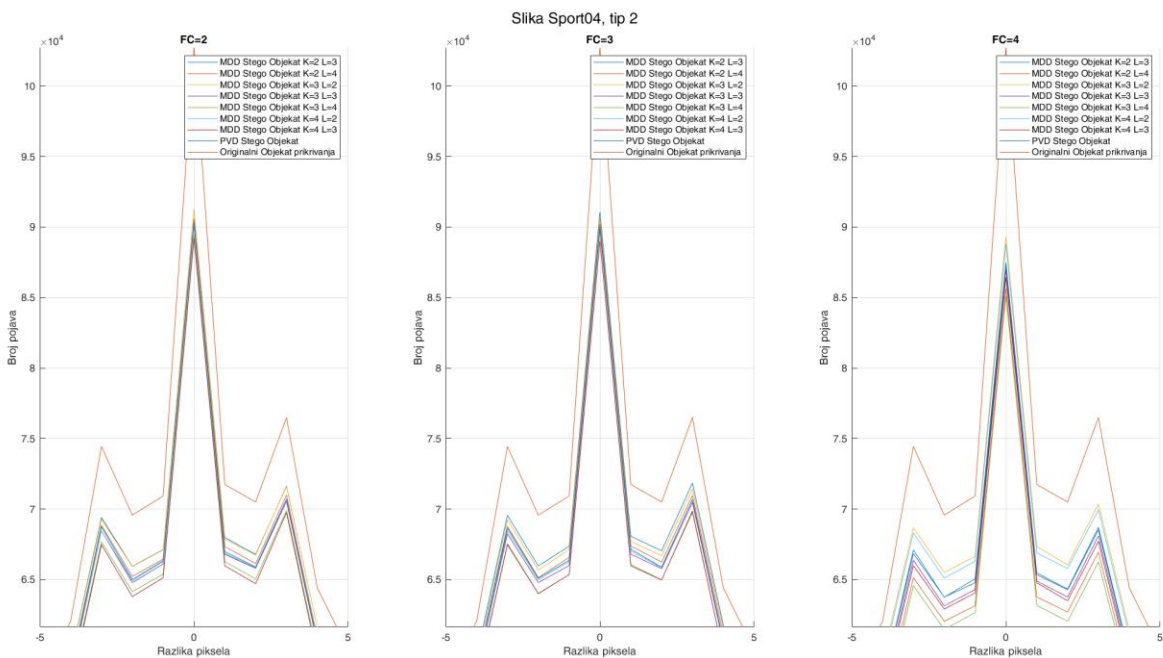 Slika Sport04, tip 2
FC=2
×10⁴
10
9.5
9
8.5
8
7.5
7
6.5
Broj pojava
-5
0
5
Razlika piksela
MDD Stego Objekat K=2 L=3
MDD Stego Objekat K=2 L=4
MDD Stego Objekat K=3 L=2
MDD Stego Objekat K=3 L=3
MDD Stego Objekat K=3 L=4
MDD Stego Objekat K=4 L=2
MDD Stego Objekat K=4 L=3
PVD Stego Objekat
Originalni Objekat prikrivanja
FC=3
×10⁴
10
9.5
9
8.5
8
7.5
7
6.5
Broj pojava
-5
0
5
Razlika piksela
MDD Stego Objekat K=2 L=3
MDD Stego Objekat K=2 L=4
MDD Stego Objekat K=3 L=2
MDD Stego Objekat K=3 L=3
MDD Stego Objekat K=3 L=4
MDD Stego Objekat K=4 L=2
MDD Stego Objekat K=4 L=3
PVD Stego Objekat
Originalni Objekat prikrivanja
FC=4
×10⁴
10
9.5
9
8.5
8
7.5
7
6.5
Broj pojava
-5
0
5
Razlika piksela
MDD Stego Objekat K=2 L=3
MDD Stego Objekat K=2 L=4
MDD Stego Objekat K=3 L=2
MDD Stego Objekat K=3 L=3
MDD Stego Objekat K=3 L=4
MDD Stego Objekat K=4 L=2
MDD Stego Objekat K=4 L=3
PVD Stego Objekat
Originalni Objekat prikrivanja